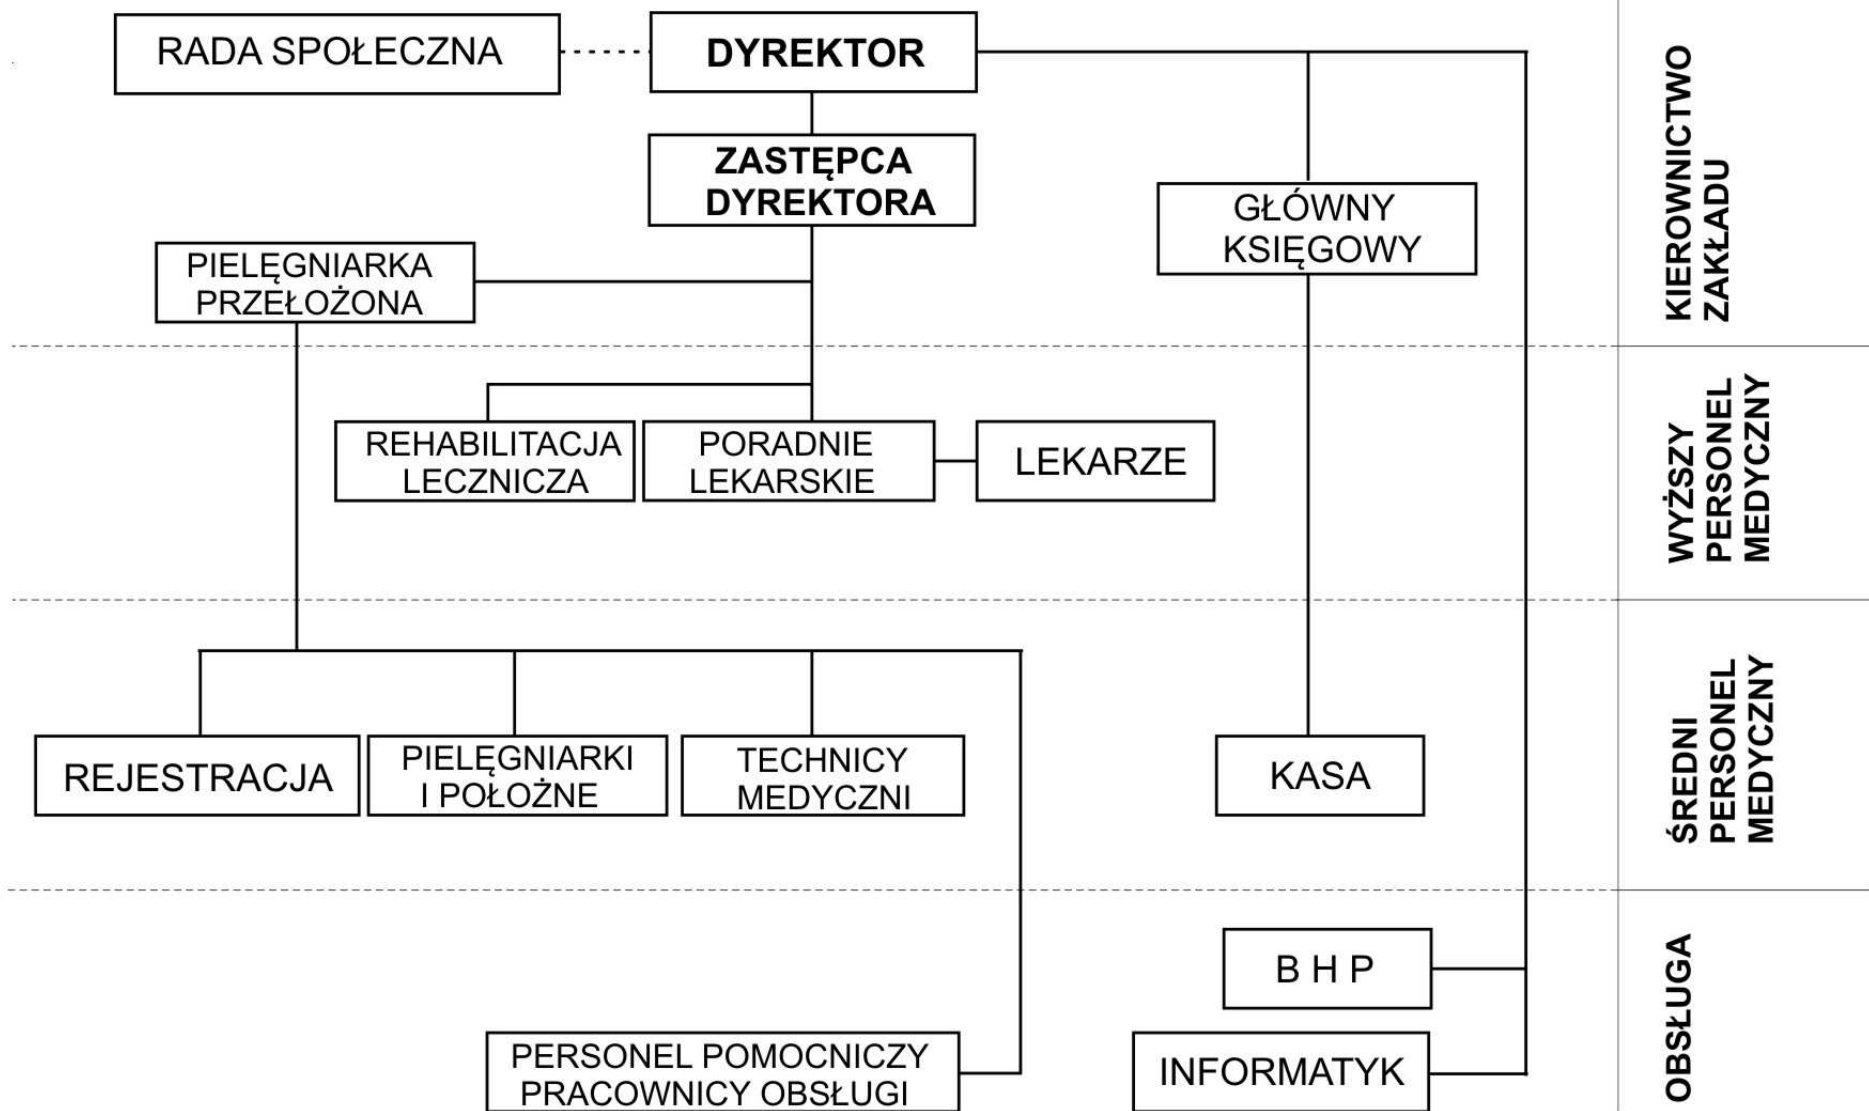 RADA SPOŁECZNA
DYREKTOR
ZASTĘPCA
DYREKTORA
GŁÓWNY
KSIĘGOWY
PIELĘGNIARKA
PRZEŁOŻONA
KIEROWNICTWO
ZAKŁADU
REHABILITACJA
LECZNICZA
PORADNIE
LEKARSKIE
LEKARZE
WYŻSZY
PERSONEL
MEDYCZNY
REJESTRACJA
PIELĘGNIARKI
I POŁOŻNE
TECHNICY
MEDYCZNI
KASA
ŚREDNI
PERSONEL
MEDYCZNY
B H P
PERSONEL POMOCNICZY
PRACOWNICY OBSŁUGI
INFORMATYK
OBSŁUGA